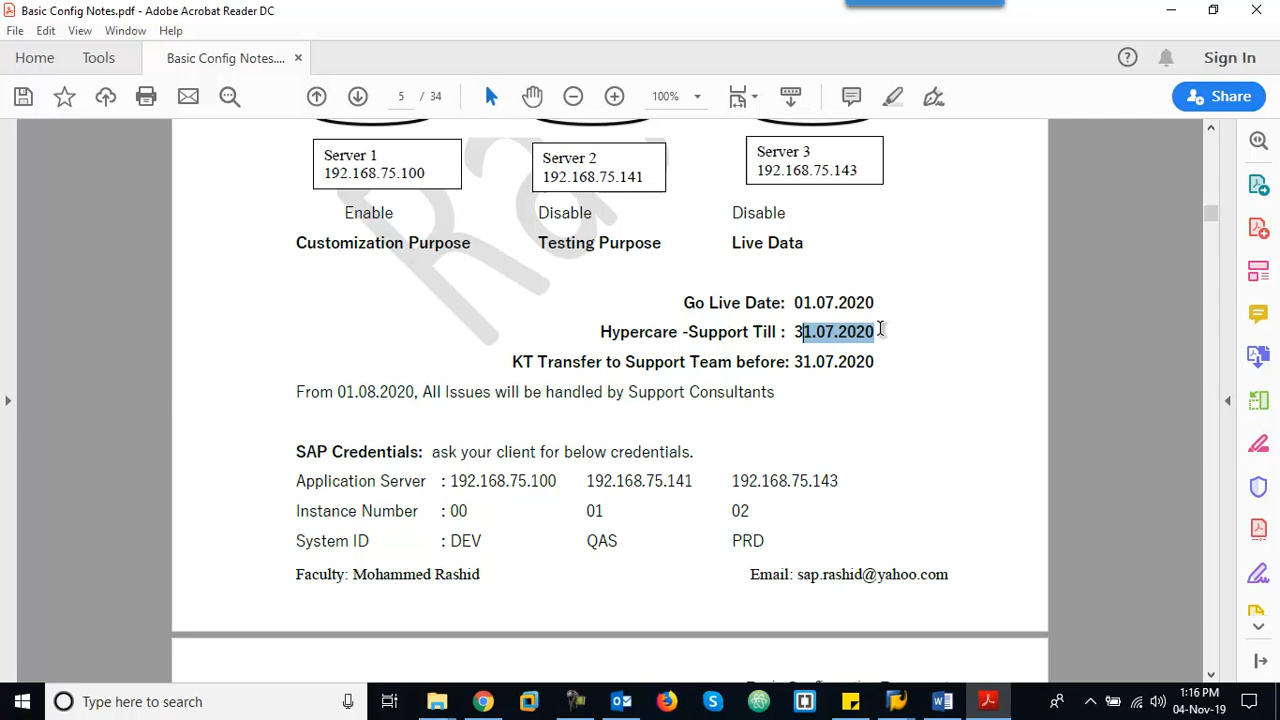 Basic Config Notes.pdf - Adobe Acrobat Reader DC
File Edit View Window Help
Home Tools Basic Config Notes.... × Sign In
5 / 34 100% Share
Server 1
192.168.75.100
Server 2
192.168.75.141
Server 3
192.168.75.143
Enable Disable Disable
Customization Purpose Testing Purpose Live Data
Go Live Date: 01.07.2020
Hypercare -Support Till : 31.07.2020
KT Transfer to Support Team before: 31.07.2020
From 01.08.2020, All Issues will be handled by Support Consultants
SAP Credentials: ask your client for below credentials.
Application Server : 192.168.75.100 192.168.75.141 192.168.75.143
Instance Number : 00 01 02
System ID : DEV QAS PRD
Faculty: Mohammed Rashid Email: sap.rashid@yahoo.com
Type here to search
1:16 PM
04-Nov-19